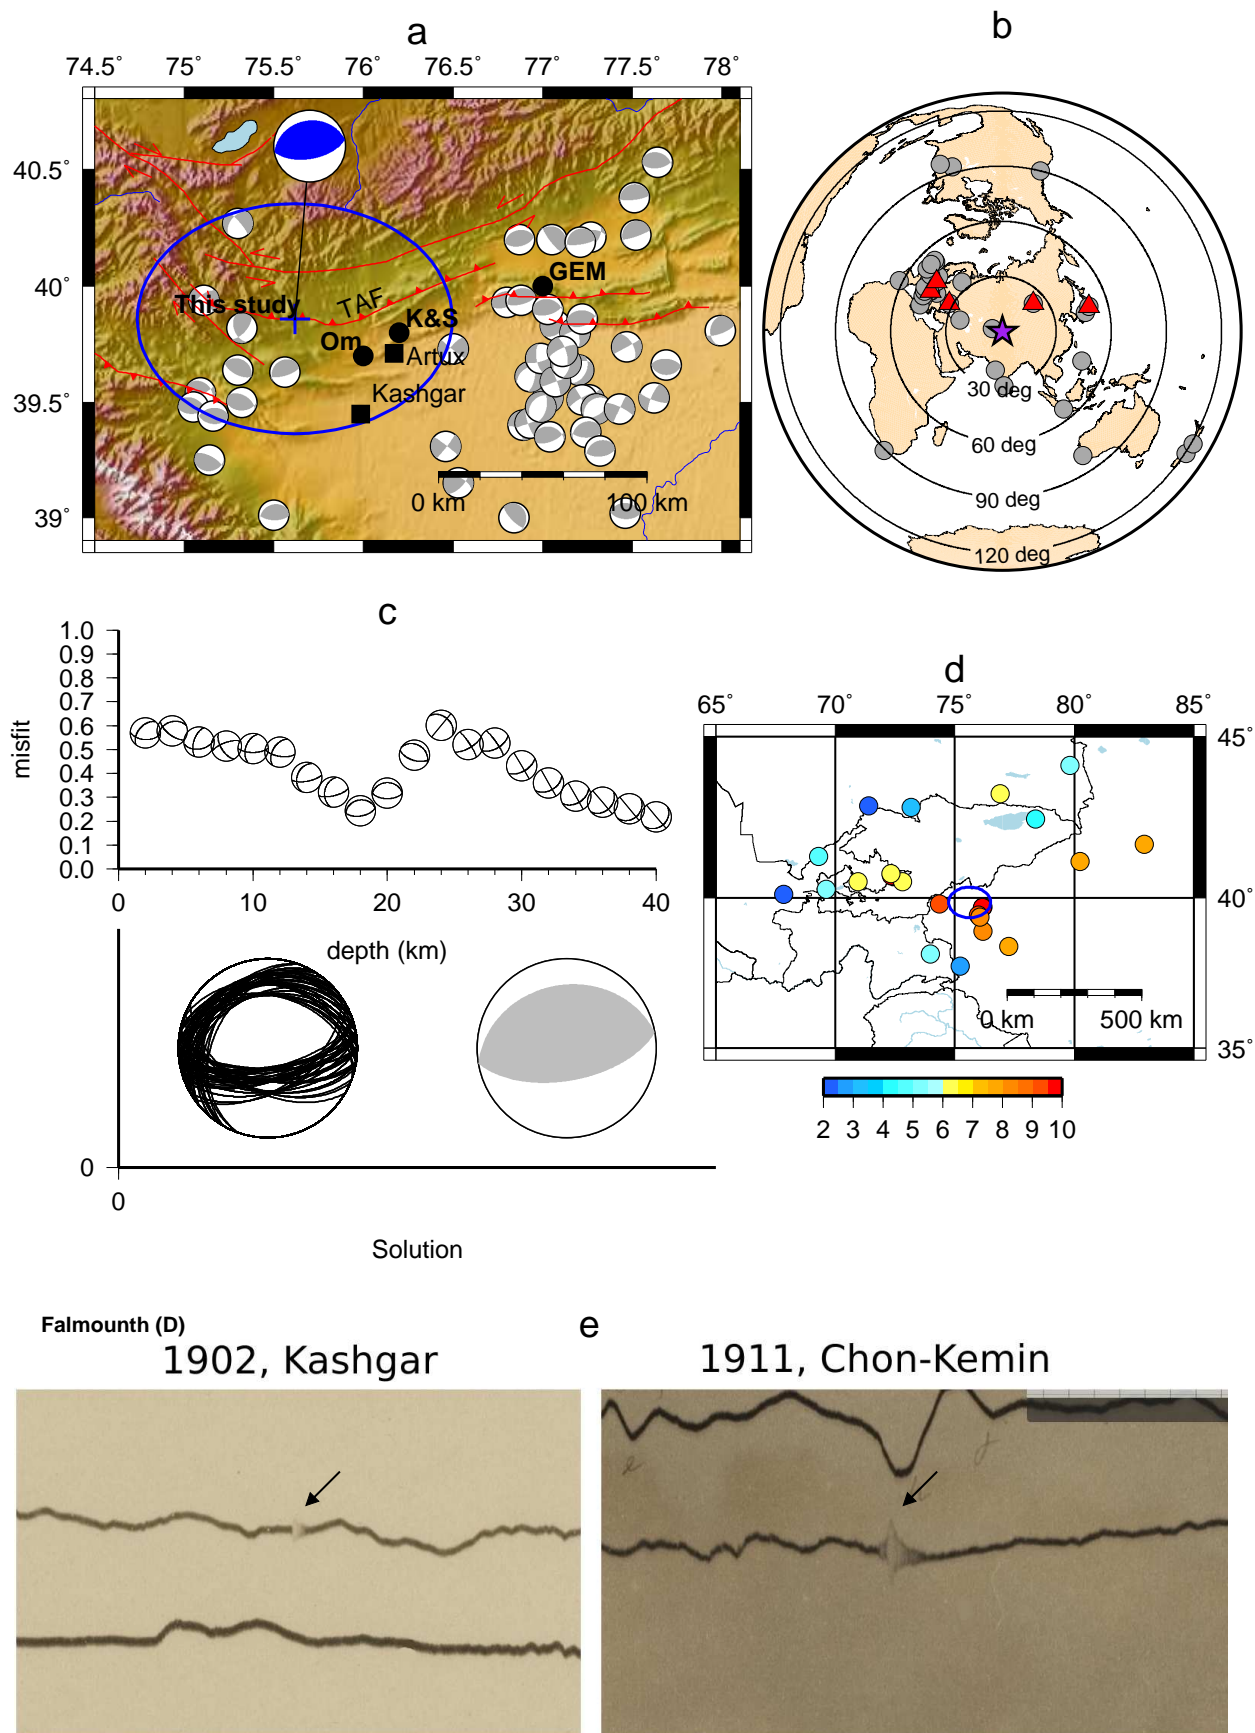 a
74.5° 75° 75.5° 76° 76.5° 77° 77.5° 78°
40.5°
40°
39.5°
39°
This study
TAF
GEM
K&S
Om
Artux
Kashgar
0 km 100 km
b
30 deg
60 deg
90 deg
120 deg
c
misfit
1.0
0.9
0.8
0.7
0.6
0.5
0.4
0.3
0.2
0.1
0.0
0 10 20 30 40
depth (km)
0
0
Solution
d
65° 70° 75° 80° 85°
45°
40°
35°
0 km 500 km
2 3 4 5 6 7 8 9 10
e
Falmounth (D)
1902, Kashgar
1911, Chon-Kemin